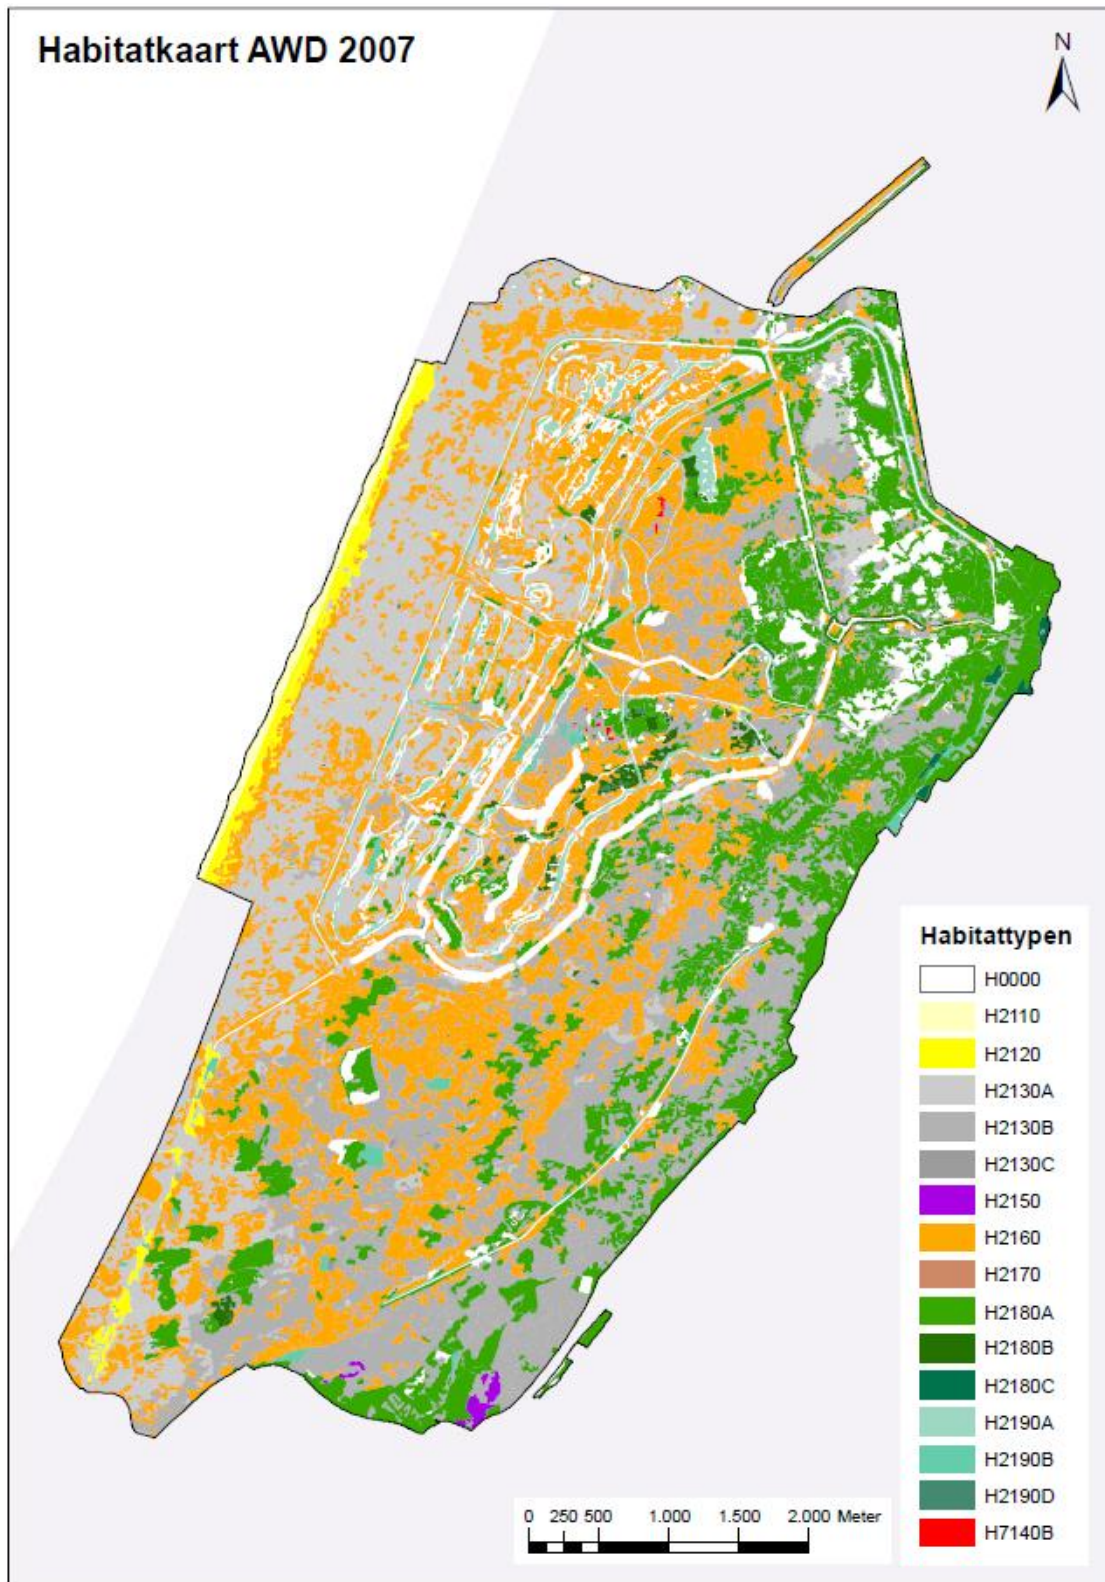 Habitatkaart AWD 2007
N
Habitattypen
H0000
H2110
H2120
H2130A
H2130B
H2130C
H2150
H2160
H2170
H2180A
H2180B
H2180C
H2190A
H2190B
H2190D
H7140B
0 250 500 1.000 1.500 2.000 Meter